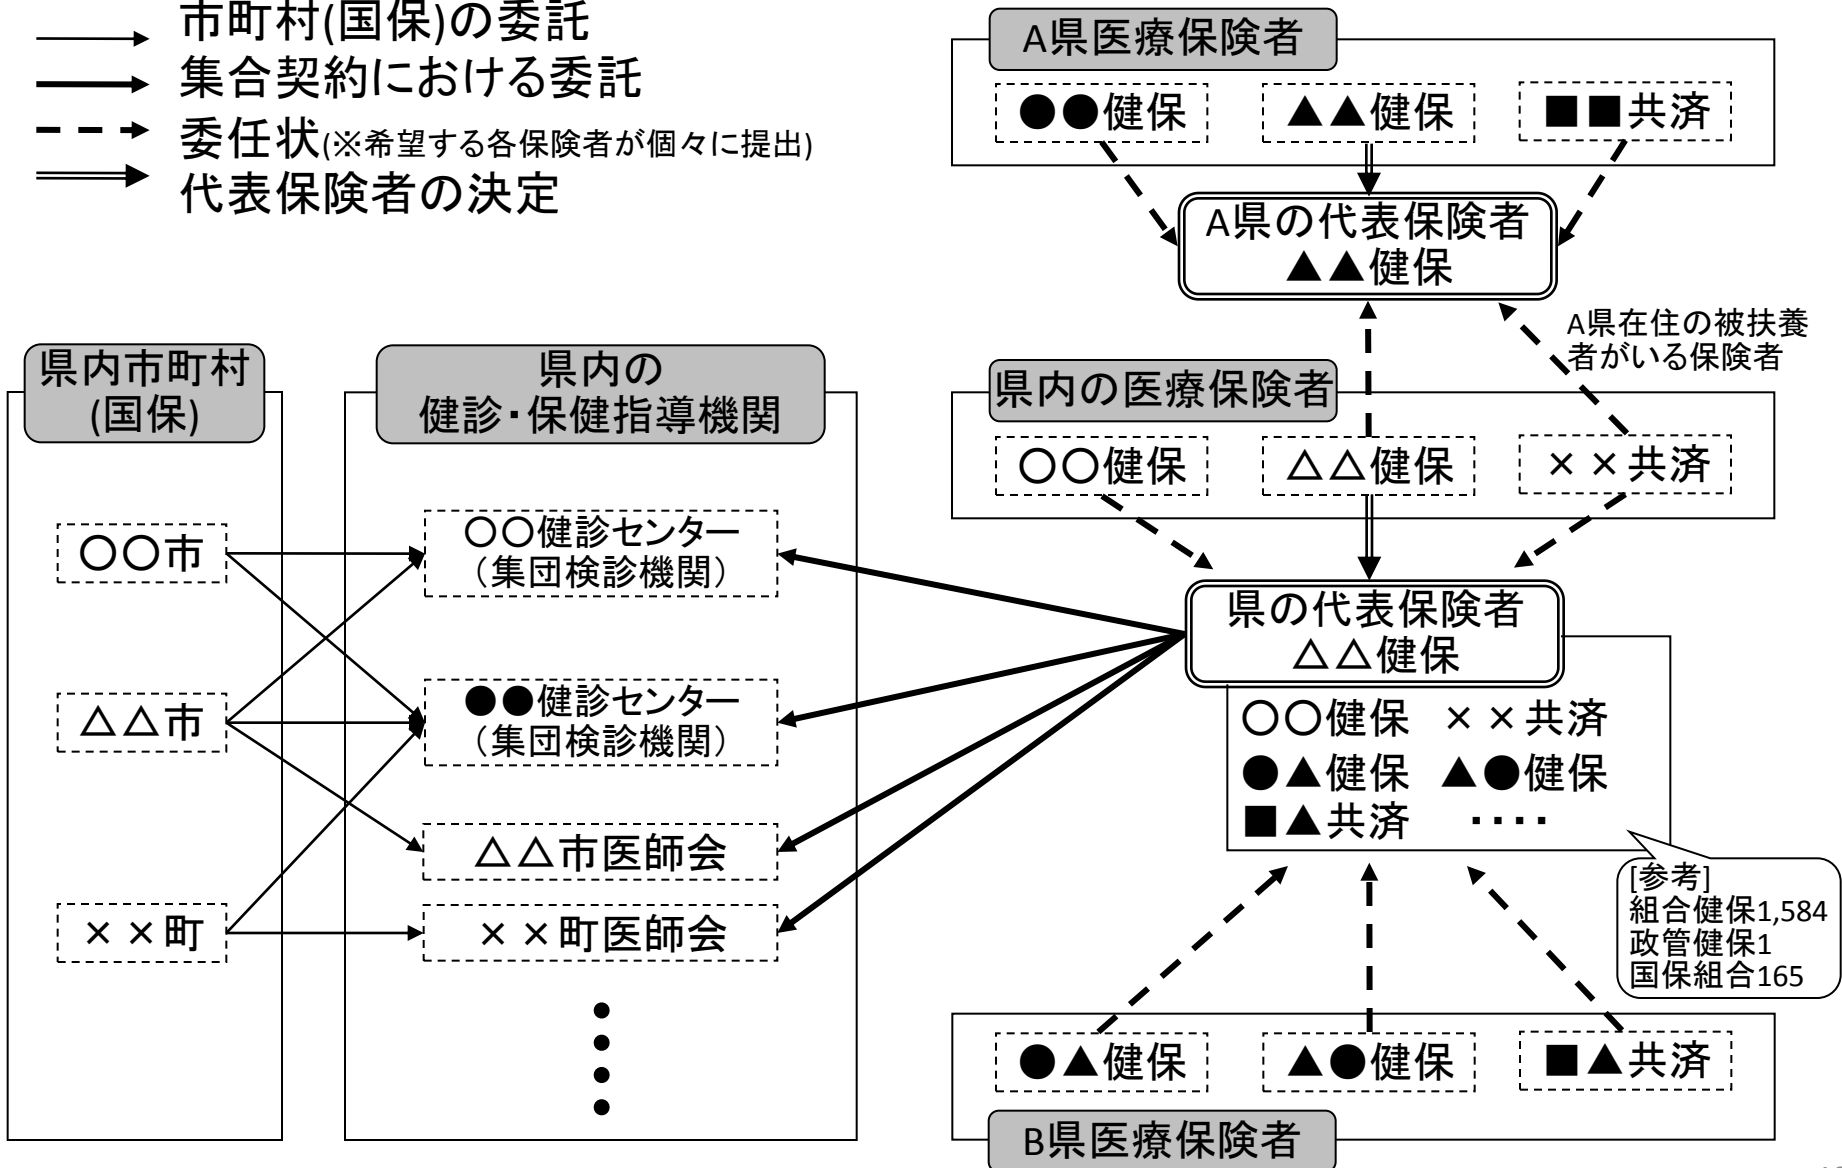 市町村(国保)の委託
集合契約における委託
委任状(※希望する各保険者が個々に提出)
代表保険者の決定
A県医療保険者
●●健保
▲▲健保
■■共済
A県の代表保険者
▲▲健保
A県在住の被扶養
者がいる保険者
県内市町村
(国保)
県内の
健診・保健指導機関
県内の医療保険者
○○健保
△△健保
××共済
○○市
△△市
××町
○○健診センター
(集団検診機関)
●●健診センター
(集団検診機関)
△△市医師会
××町医師会
県の代表保険者
△△健保
○○健保 ××共済
●▲健保 ▲●健保
■▲共済 ・・・・
[参考]
組合健保1,584
政管健保1
国保組合165
●▲健保
▲●健保
■▲共済
B県医療保険者